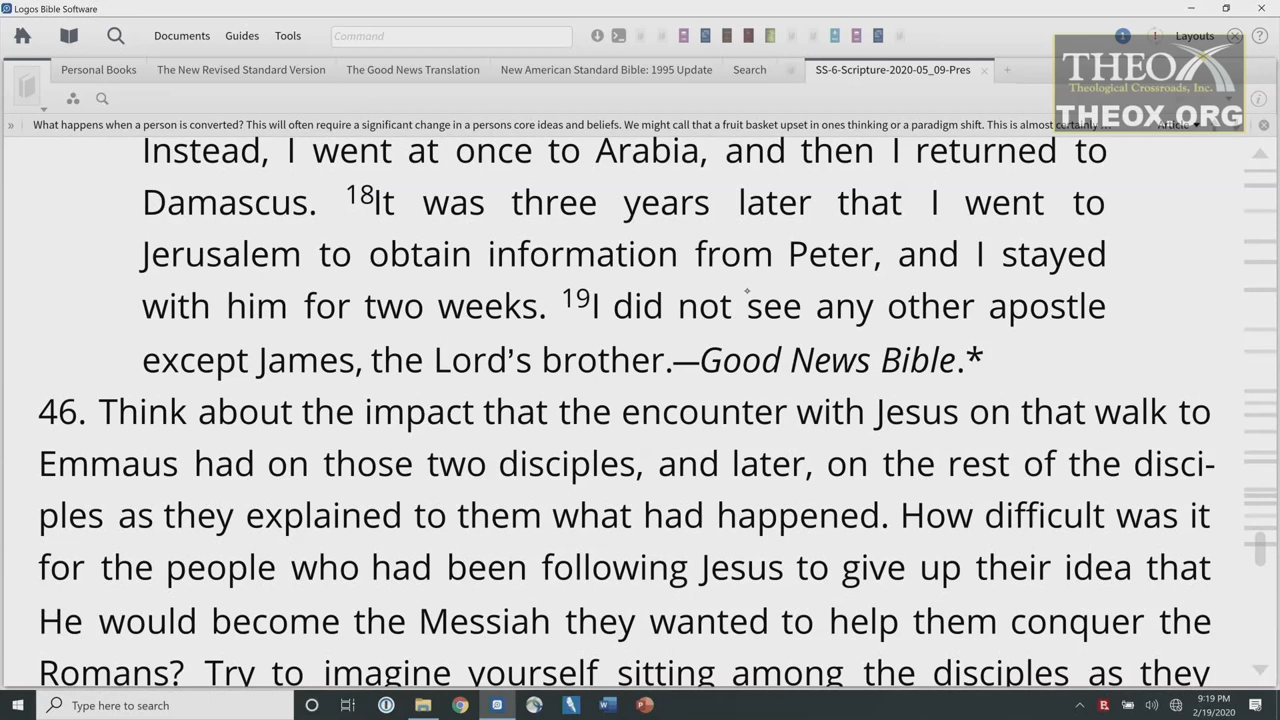 Logos Bible Software
Documents Guides Tools Command 1 Layouts
THEOX
Theological Crossroads, Inc.
THEOX.ORG
Personal Books The New Revised Standard Version The Good News Translation New American Standard Bible: 1995 Update Search SS-6-Scripture-2020-05_09-Pres
» What happens when a person is converted? This will often require an enormous change in a persons core ideas and beliefs. We might call that a fruit basket upset in ones thinking or a paradigm shift. This is almost certainly ... Article
Instead, I went at once to Arabia, and then I returned to
Damascus. 18It was three years later that I went to
Jerusalem to obtain information from Peter, and I stayed
with him for two weeks. 19I did not see any other apostle
except James, the Lord's brother.—Good News Bible.*
46. Think about the impact that the encounter with Jesus on that walk to
Emmaus had on those two disciples, and later, on the rest of the disci-
ples as they explained to them what had happened. How difficult was it
for the people who had been following Jesus to give up their idea that
He would become the Messiah they wanted to help them conquer the
Romans? Try to imagine yourself sitting among the disciples as they
Type here to search
9:19 PM
2/19/2020